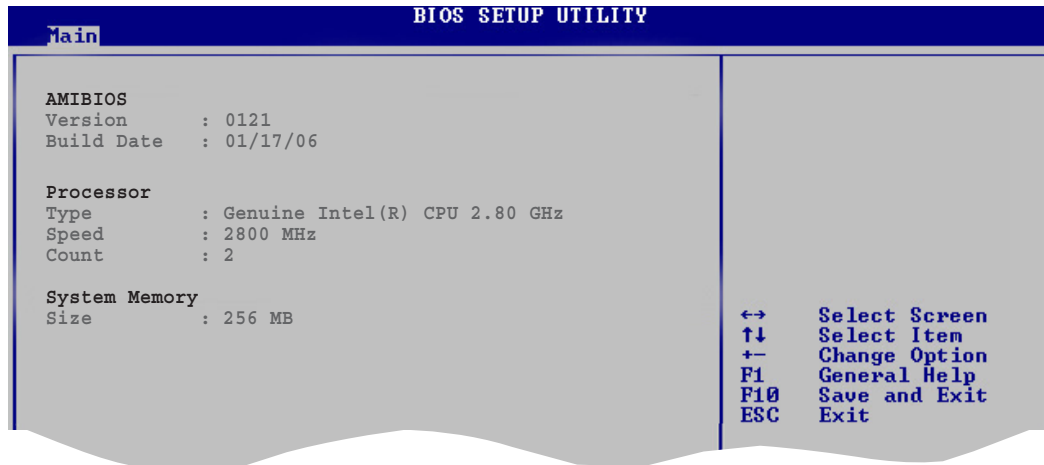 BIOS SETUP UTILITY
Main
AMIBIOS
Version : 0121
Build Date : 01/17/06
Processor
Type : Genuine Intel(R) CPU 2.80 GHz
Speed : 2800 MHz
Count : 2
System Memory
Size : 256 MB
←→ Select Screen
↑↓ Select Item
+- Change Option
F1 General Help
F10 Save and Exit
ESC Exit